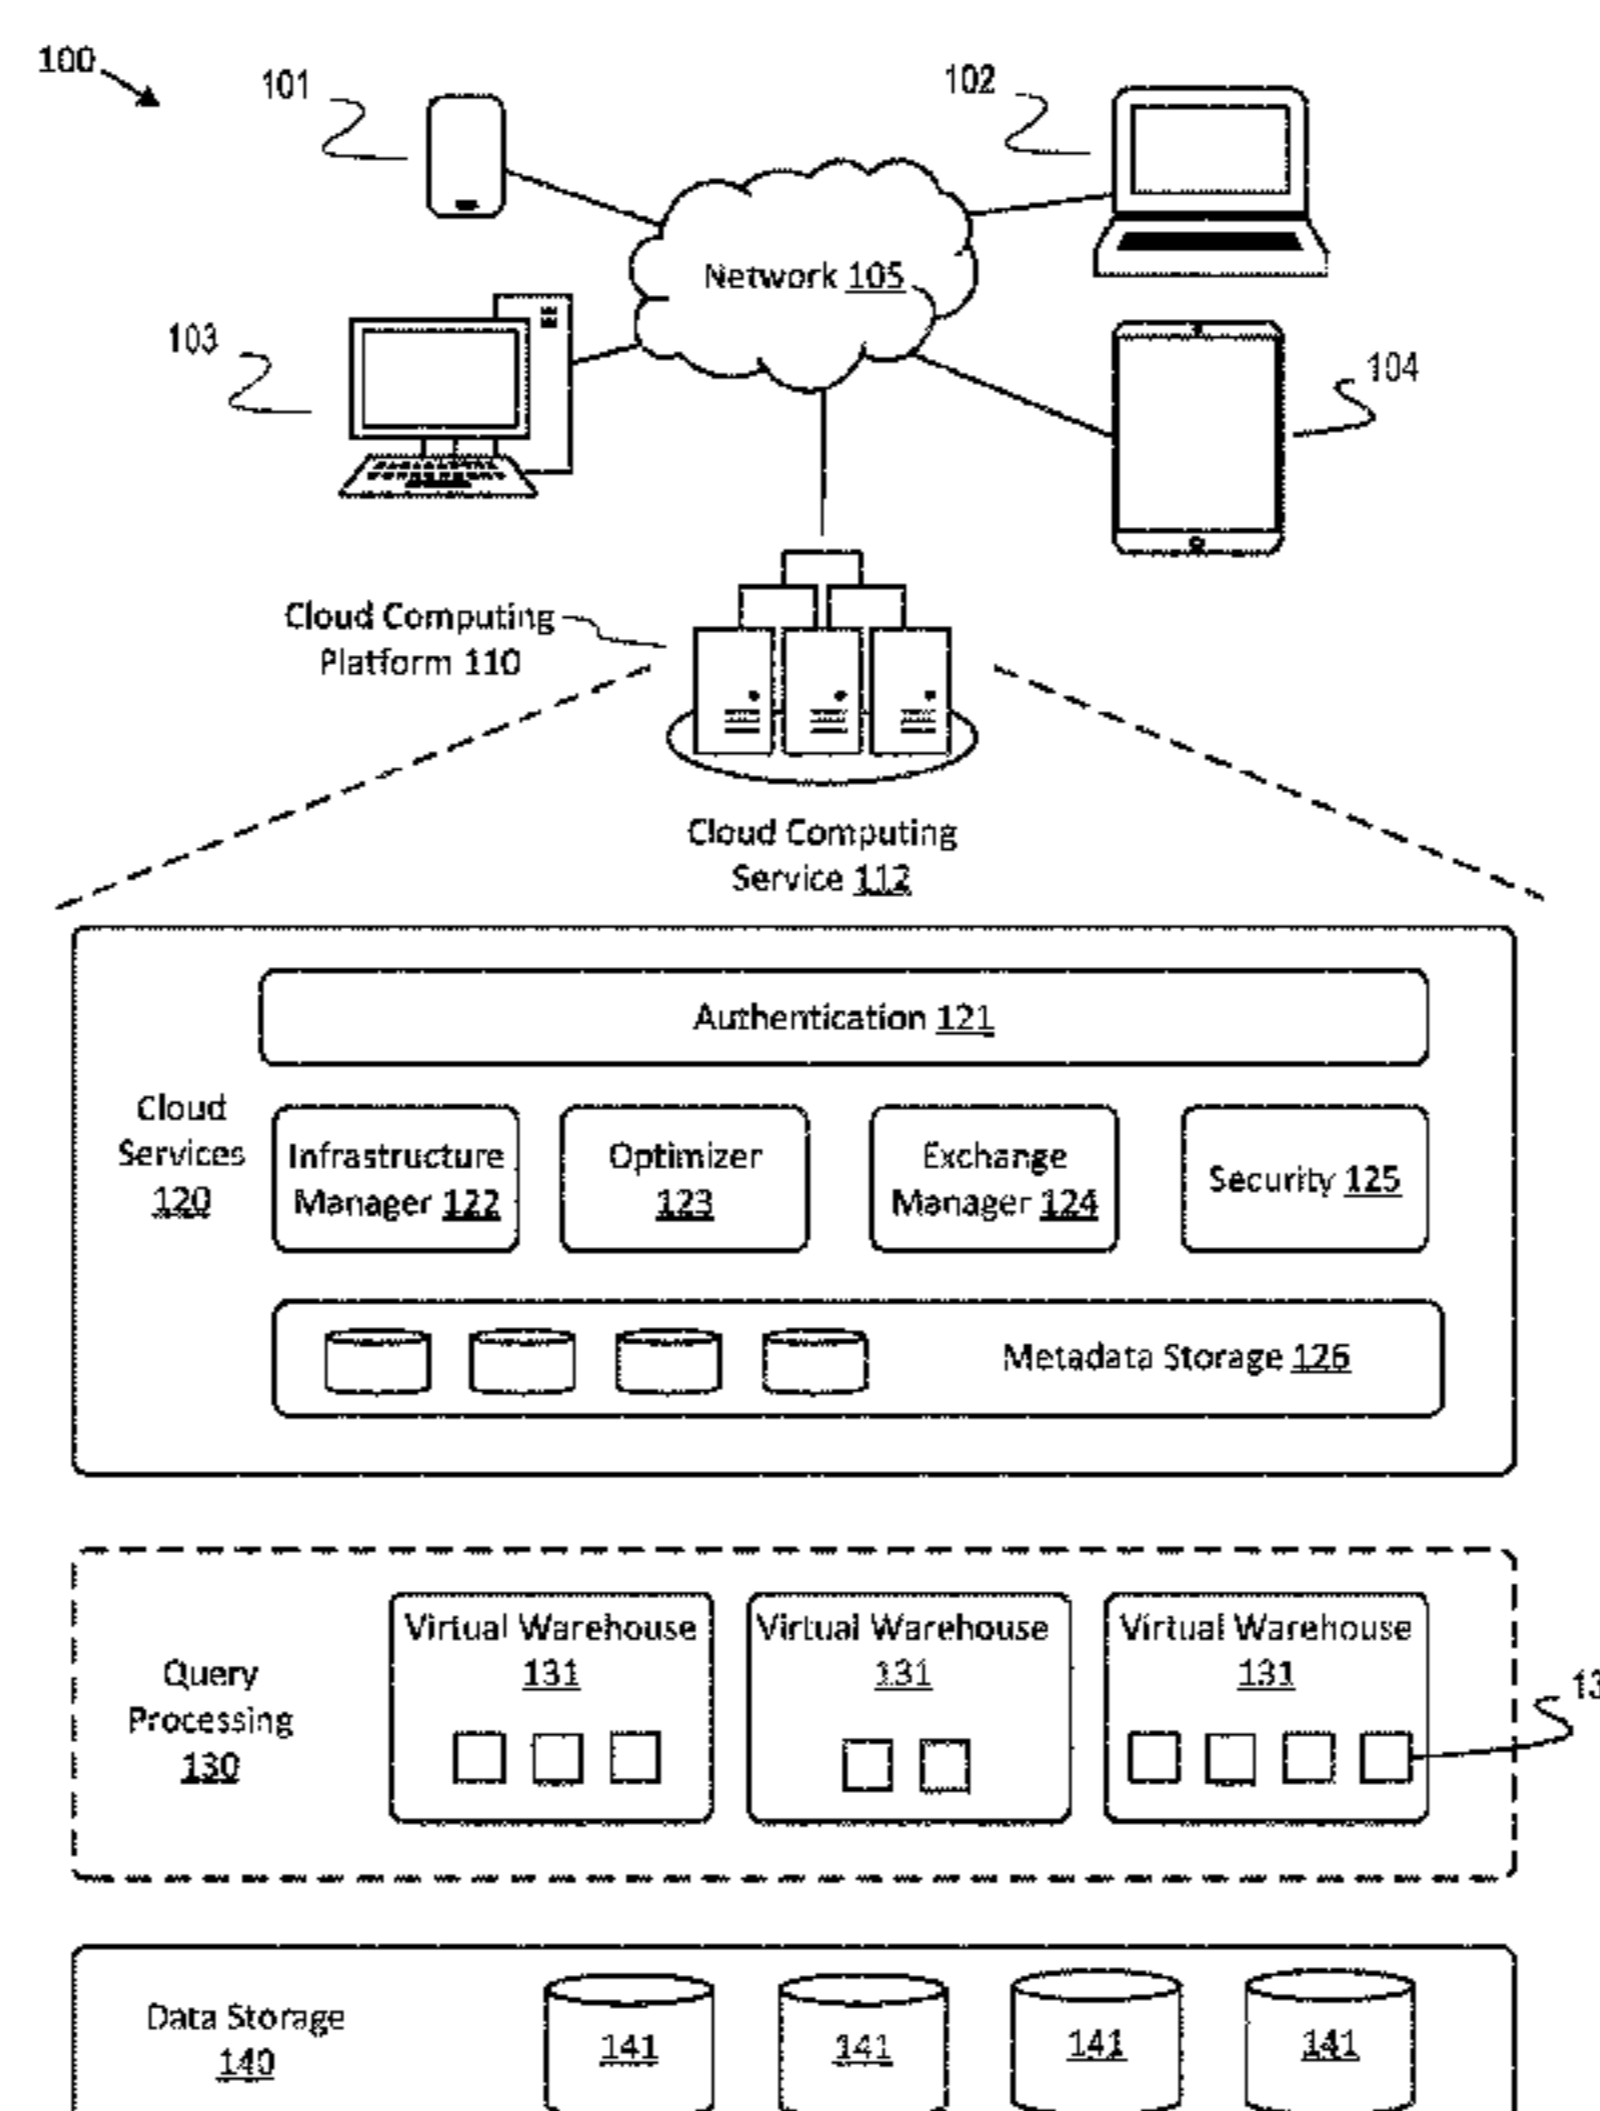 100
101
102
Network 105
103
104
Cloud Computing
Platform 110
Cloud Computing
Service 112
Authentication 121
Cloud
Services
120
Infrastructure
Manager 122
Optimizer
123
Exchange
Manager 124
Security 125
Metadata Storage 126
Query
Processing
130
Virtual Warehouse
131
Virtual Warehouse
131
Virtual Warehouse
131
Data Storage
140
141
141
141
141